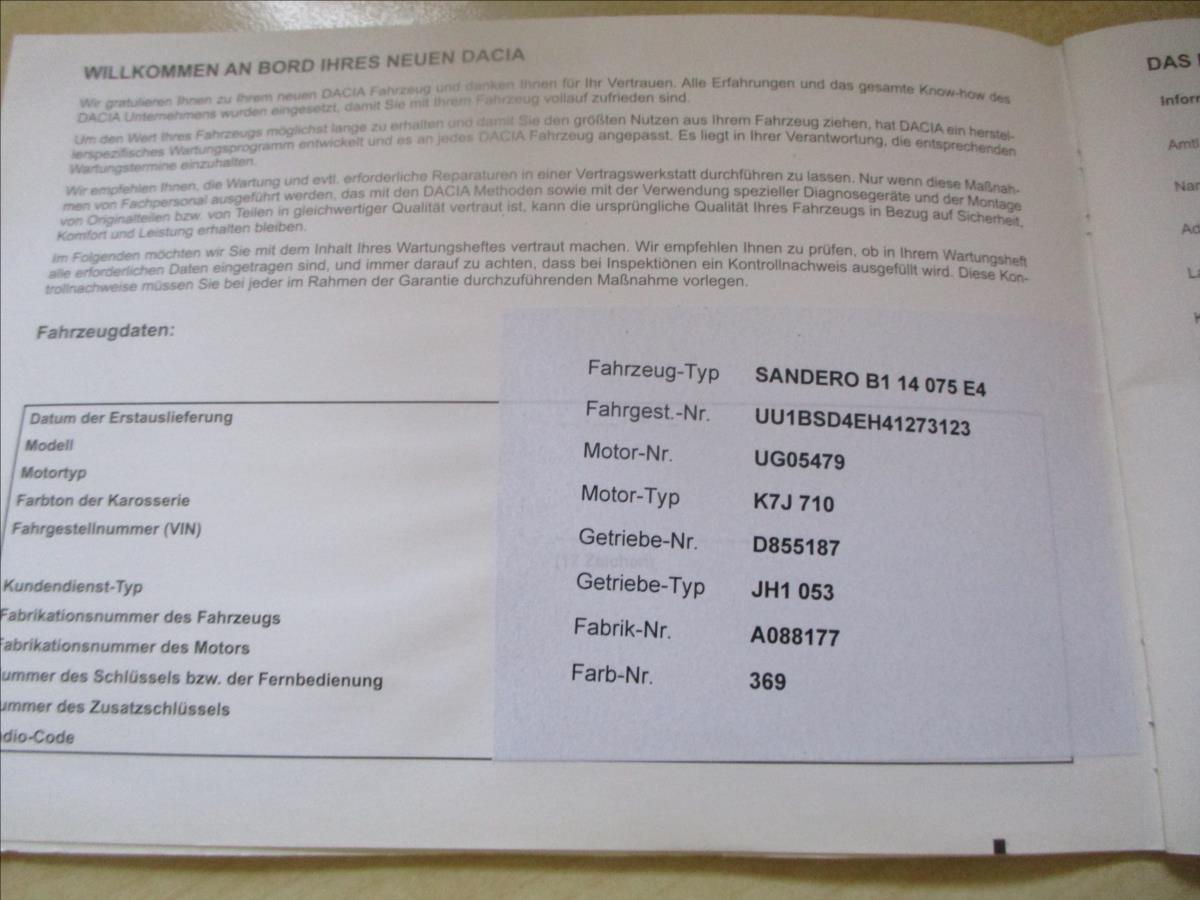 WILLKOMMEN AN BORD IHRES NEUEN DACIA
Wir gratulieren Ihnen zu Ihrem neuen DACIA Fahrzeug und danken Ihnen für Ihr Vertrauen. Alle Erfahrungen und das gesamte Know-how des
DACIA Unternehmens wurden eingesetzt, damit Sie mit Ihrem Fahrzeug vollauf zufrieden sind.
Um den Wert Ihres Fahrzeugs möglichst lange zu erhalten und damit Sie den größten Nutzen aus Ihrem Fahrzeug ziehen, hat DACIA ein herstel-
lerspezifisches Wartungsprogramm entwickelt und es an jedes DACIA Fahrzeug angepasst. Es liegt in Ihrer Verantwortung, die entsprechenden
Wartungstermine einzuhalten.
Wir empfehlen Ihnen, die Wartung und evtl. erforderliche Reparaturen in einer Vertragswerkstatt durchführen zu lassen. Nur wenn diese Maßnah-
men von Fachpersonal ausgeführt werden, das mit den DACIA Methoden sowie mit der Verwendung spezieller Diagnosegeräte und der Montage
von Originalteilen bzw. von Teilen in gleichwertiger Qualität vertraut ist, kann die ursprüngliche Qualität Ihres Fahrzeugs in Bezug auf Sicherheit,
Komfort und Leistung erhalten bleiben.
Im Folgenden möchten wir Sie mit dem Inhalt Ihres Wartungsheftes vertraut machen. Wir empfehlen Ihnen zu prüfen, ob in Ihrem Wartungsheft
alle erforderlichen Daten eingetragen sind, und immer darauf zu achten, dass bei Inspektionen ein Kontrollnachweis ausgefüllt wird. Diese Kon-
trollnachweise müssen Sie bei jeder im Rahmen der Garantie durchzuführenden Maßnahme vorlegen.
Fahrzeugdaten:
Datum der Erstauslieferung
Modell
Motortyp
Farbton der Karosserie
Fahrgestellnummer (VIN)
Kundendienst-Typ
Fabrikationsnummer des Fahrzeugs
Fabrikationsnummer des Motors
ummer des Schlüssels bzw. der Fernbedienung
ummer des Zusatzschlüssels
dio-Code
Fahrzeug-Typ SANDERO B1 14 075 E4
Fahrgest.-Nr. UU1BSD4EH41273123
Motor-Nr. UG05479
Motor-Typ K7J 710
Getriebe-Nr. D855187
(17 Zeichen)
Getriebe-Typ JH1 053
Fabrik-Nr. A088177
Farb-Nr. 369
DAS
Inforr
Amtl
Nar
Ad
La